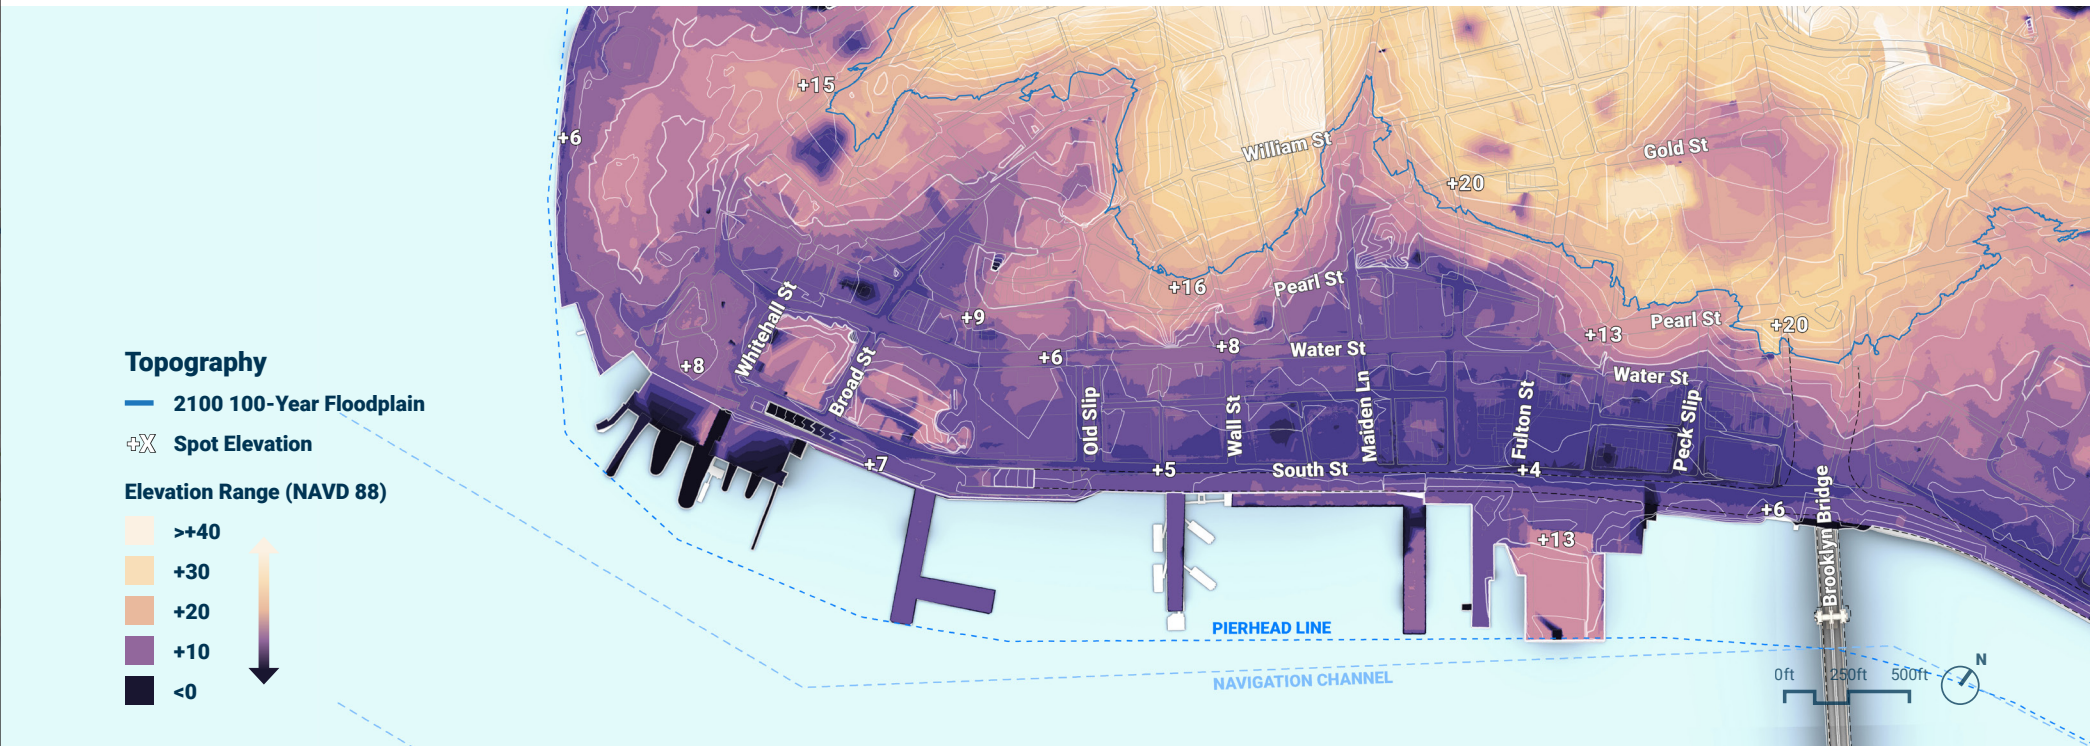 +15
+6
William St
Gold St
+20
+16
Pearl St
Whitehall St
+9
+13
Pearl St
+20
+8
Broad St
+6
+8
Water St
Water St
Old Slip
Wall St
Maiden Ln
Fulton St
Peck Slip
+7
+5
South St
+4
+6
Brooklyn Bridge
+13
PIERHEAD LINE
NAVIGATION CHANNEL
Topography
2100 100-Year Floodplain
+X Spot Elevation
Elevation Range (NAVD 88)
>+40
+30
+20
+10
<0
N
0ft 250ft 500ft